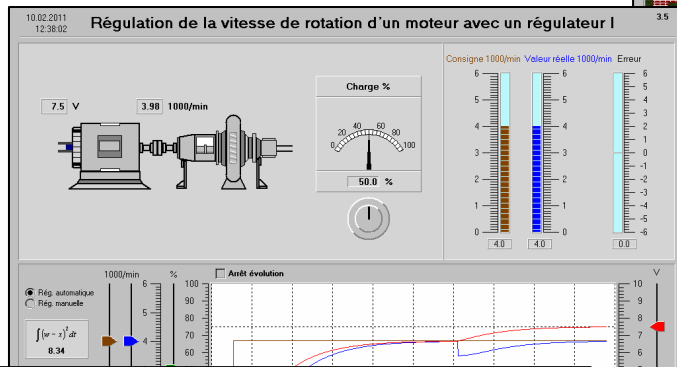 10.02.2011
12:38:02
Régulation de la vitesse de rotation d'un moteur avec un régulateur I
3.5
7.5 V
3.98 1000/min
Charge %
0 20 40 60 80 100
50.0 %
Consigne 1000/min Valeur réelle 1000/min Erreur
6 6 6
5
5 5 4
3
4 4 2
1
3 3 0
-1
2 2 -2
-3
1 1 -4
-5
0 0 -6
4.0 4.0 0.0
1000/min % Arrêt évolution V
Rég. automatique
Rég. manuelle
∫(w - x)² dt
8.34
6
5
4
100
90
80
70
60
10
9
8
7
6